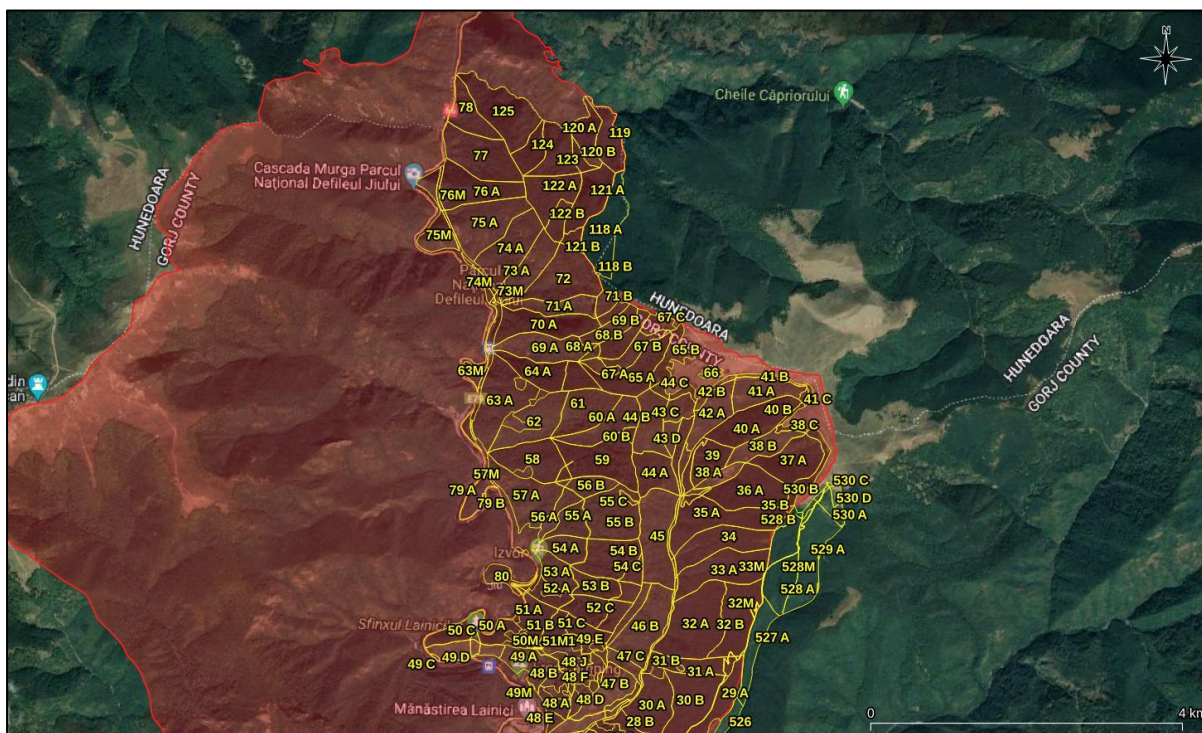 N
78
125
120 A
119
Cheile Căpriorului
124
120 B
123
77
Cascada Murga Parcul
Național Defileul Jiului
122 A
121 A
76M
76 A
75 A
122 B
118 A
75M
74 A
121 B
HUNEDOARA
GORJ COUNTY
73 A
118 B
72
74M
73M
71 B
71 A
HUNEDOARA
67 C
69 B
70 A
68 B
69 A
68 A
67 B
65 B
HUNEDOARA
GORJ COUNTY
63M
64 A
67 A
65 A
44 C
66
41 B
42 B
41 A
41 C
63 A
61
60 A
44 B
43 C
42 A
40 B
62
40 A
38 C
60 B
43 D
38 B
39
58
59
37 A
57M
44 A
38 A
79 A
56 B
36 A
530 B
530 C
79 B
57 A
55 C
530 D
35 B
56 A
55 A
55 B
35 A
528 B
530 A
45
34
54 A
54 B
529 A
Izvor
54 C
33 A
33M
528M
80
53 A
52 A
53 B
528 A
51 A
52 C
32M
Sfinxul Lainici
50 A
50 C
51 B
51 C
46 B
32 A
32 B
527 A
50M
51M1
49 E
49 C
49 D
49 A
48 J
47 C
31 B
31 A
48 B
48 F
47 B
49M
29 A
Mănăstirea Lainici
48 A
48 D
30 A
30 B
48 E
28 B
526
0
4 km